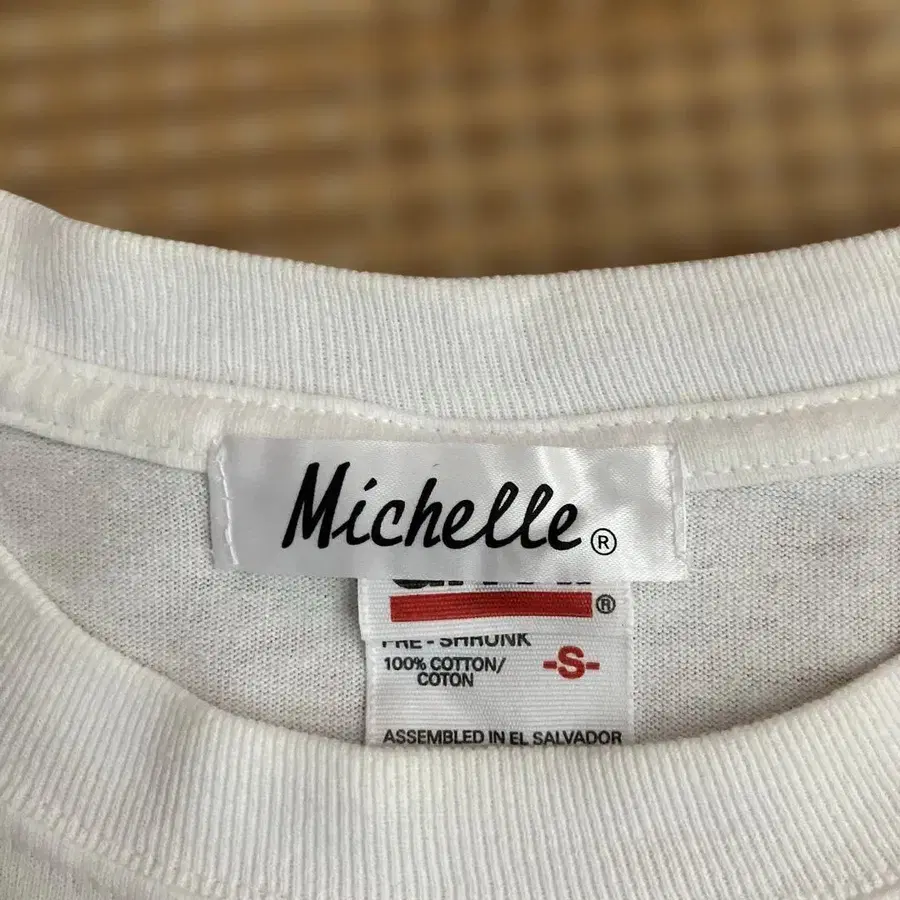 Michelle®
®
PRE - SHRUNK
100% COTTON/
COTON
-S-
ASSEMBLED IN EL SALVADOR